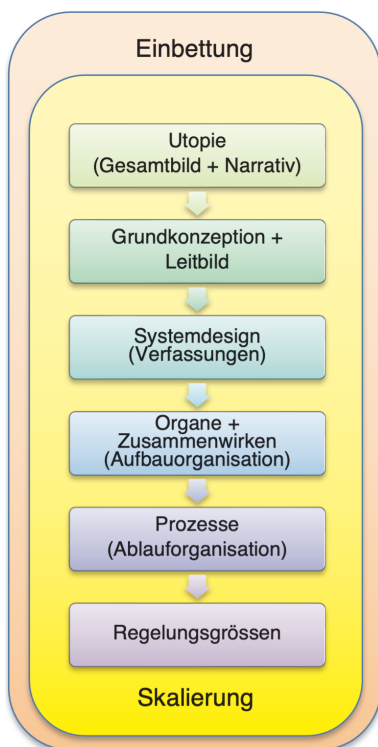 Einbettung
Utopie
(Gesamtbild + Narrativ)
Grundkonzeption +
Leitbild
Systemdesign
(Verfassungen)
Organe +
Zusammenwirken
(Aufbauorganisation)
Prozesse
(Ablauforganisation)
Regelungsgrössen
Skalierung